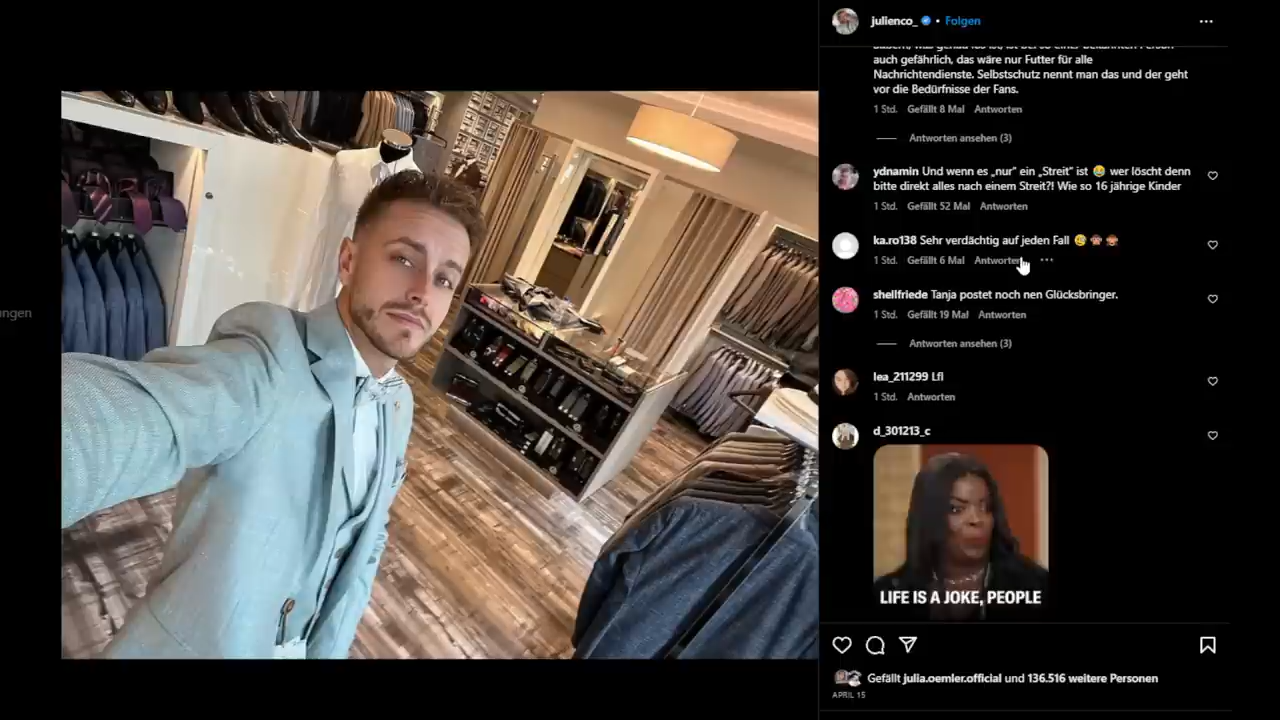 julienco_ • Folgen
auch gefährlich, das wäre nur Futter für alle
Nachrichtendienste. Selbstschutz nennt man das und der geht
vor die Bedürfnisse der Fans.
1 Std. Gefällt 8 Mal Antworten
Antworten ansehen (3)
ydnamin Und wenn es „nur" ein „Streit" ist 😭 wer löscht denn
bitte direkt alles nach einem Streit?! Wie so 16 jährige Kinder
1 Std. Gefällt 52 Mal Antworten
ka.ro138 Sehr verdächtig auf jeden Fall
1 Std. Gefällt 6 Mal Antworten
shellfriede Tanja postet noch nen Glücksbringer.
1 Std. Gefällt 19 Mal Antworten
Antworten ansehen (3)
lea_211299 Lfl
1 Std. Antworten
d_301213_c
LIFE IS A JOKE, PEOPLE
Gefällt julia.oemler.official und 136.516 weitere Personen
APRIL 15
ungen